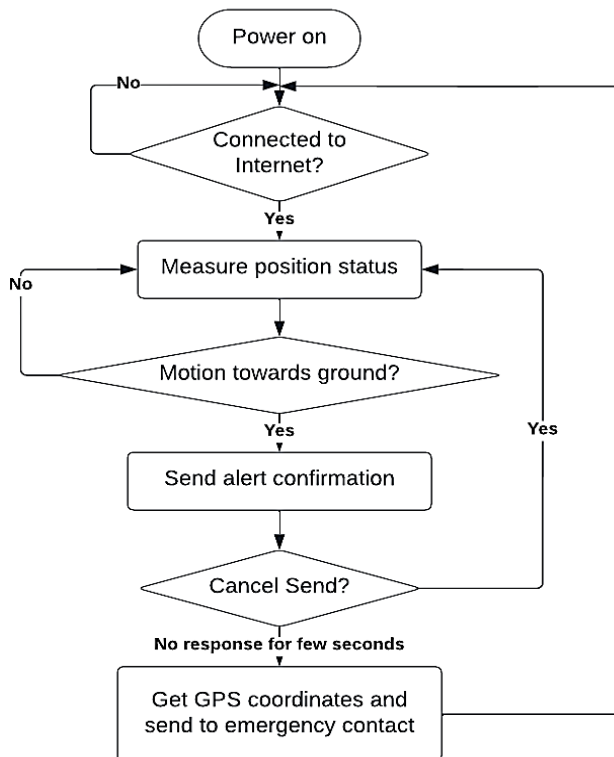 Power on
No
Connected to
Internet?
Yes
Measure position status
No
Motion towards ground?
Yes
Yes
Send alert confirmation
Cancel Send?
No response for few seconds
Get GPS coordinates and
send to emergency contact